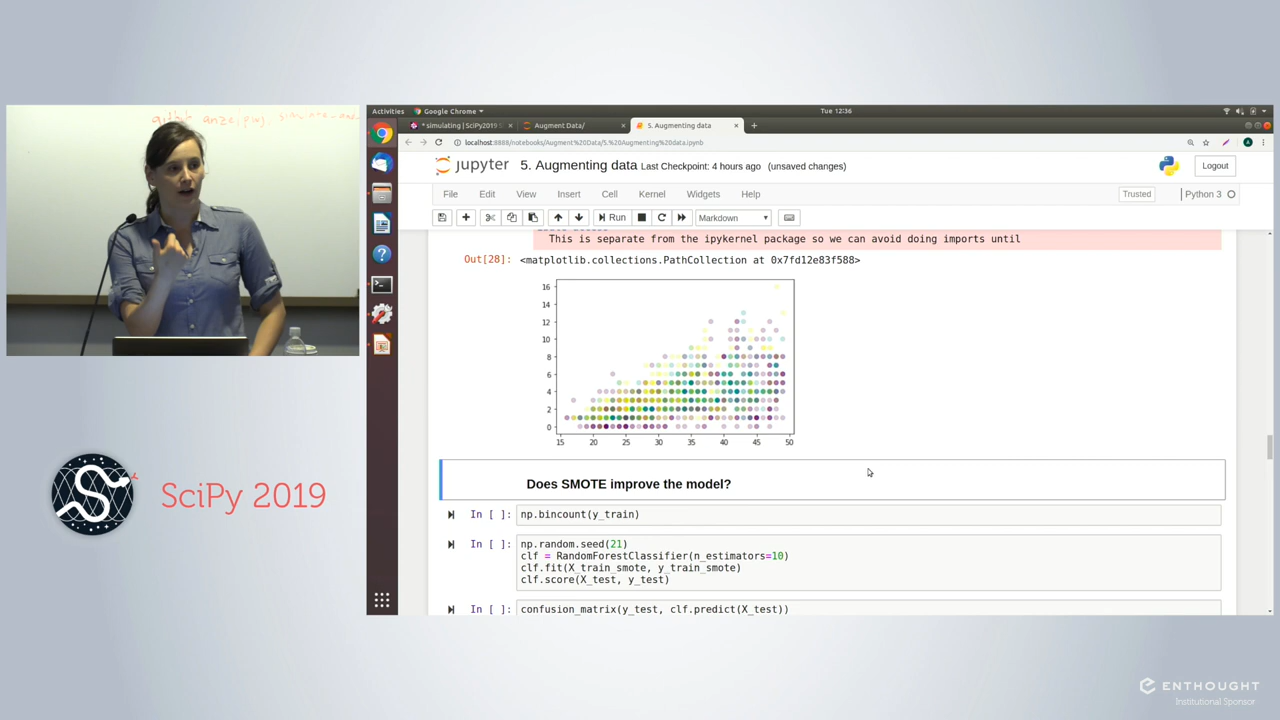 Activities
Google Chrome
Tue 12:36
* simulating | SciPy2019 S
Augment Data/
5. Augmenting data
localhost:8888/notebooks/Augment%20Data/5.%20Augmenting%20data.ipynb
jupyter 5. Augmenting data Last Checkpoint: 4 hours ago (unsaved changes)
Logout
File Edit View Insert Cell Kernel Widgets Help
Trusted
Python 3
Run
Markdown
This is separate from the ipykernel package so we can avoid doing imports until
Out[28]: <matplotlib.collections.PathCollection at 0x7fd12e83f588>
16
14
12
10
8
6
4
2
0
15 20 25 30 35 40 45 50
Does SMOTE improve the model?
In [ ]: np.bincount(y_train)
In [ ]: np.random.seed(21)
clf = RandomForestClassifier(n_estimators=10)
clf.fit(X_train_smote, y_train_smote)
clf.score(X_test, y_test)
In [ ]: confusion_matrix(y_test, clf.predict(X_test))
SciPy 2019
ENTHOUGHT
Institutional Sponsor